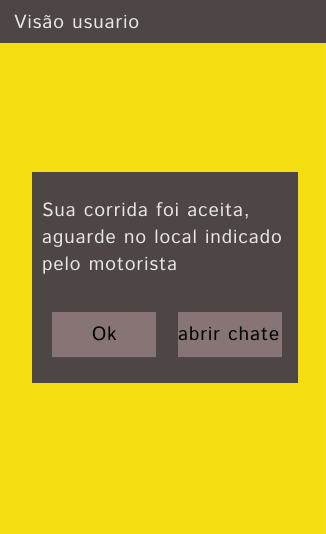 Visão usuario
Sua corrida foi aceita,
aguarde no local indicado
pelo motorista
Ok
abrir chate